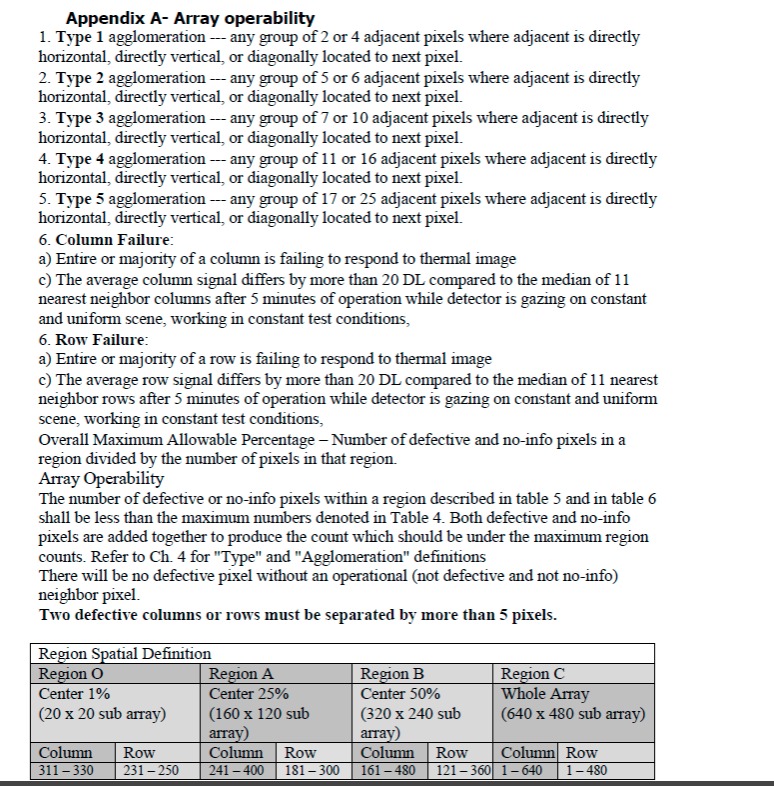 Appendix A- Array operability
1. Type 1 agglomeration --- any group of 2 or 4 adjacent pixels where adjacent is directly
horizontal, directly vertical, or diagonally located to next pixel.
2. Type 2 agglomeration --- any group of 5 or 6 adjacent pixels where adjacent is directly
horizontal, directly vertical, or diagonally located to next pixel.
3. Type 3 agglomeration --- any group of 7 or 10 adjacent pixels where adjacent is directly
horizontal, directly vertical, or diagonally located to next pixel.
4. Type 4 agglomeration --- any group of 11 or 16 adjacent pixels where adjacent is directly
horizontal, directly vertical, or diagonally located to next pixel.
5. Type 5 agglomeration --- any group of 17 or 25 adjacent pixels where adjacent is directly
horizontal, directly vertical, or diagonally located to next pixel.
6. Column Failure:
a) Entire or majority of a column is failing to respond to thermal image
c) The average column signal differs by more than 20 DL compared to the median of 11
nearest neighbor columns after 5 minutes of operation while detector is gazing on constant
and uniform scene, working in constant test conditions,
6. Row Failure:
a) Entire or majority of a row is failing to respond to thermal image
c) The average row signal differs by more than 20 DL compared to the median of 11 nearest
neighbor rows after 5 minutes of operation while detector is gazing on constant and uniform
scene, working in constant test conditions,
Overall Maximum Allowable Percentage – Number of defective and no-info pixels in a
region divided by the number of pixels in that region.
Array Operability
The number of defective or no-info pixels within a region described in table 5 and in table 6
shall be less than the maximum numbers denoted in Table 4. Both defective and no-info
pixels are added together to produce the count which should be under the maximum region
counts. Refer to Ch. 4 for "Type" and "Agglomeration" definitions
There will be no defective pixel without an operational (not defective and not no-info)
neighbor pixel.
Two defective columns or rows must be separated by more than 5 pixels.
Region Spatial Definition
Region O Region A Region B Region C
Center 1% Center 25% Center 50% Whole Array
(20 x 20 sub array) (160 x 120 sub (320 x 240 sub (640 x 480 sub array)
array) array)
Column Row Column Row Column Row Column Row
311 – 330 231 – 250 241 – 400 181 – 300 161 – 480 121 – 360 1 – 640 1 – 480